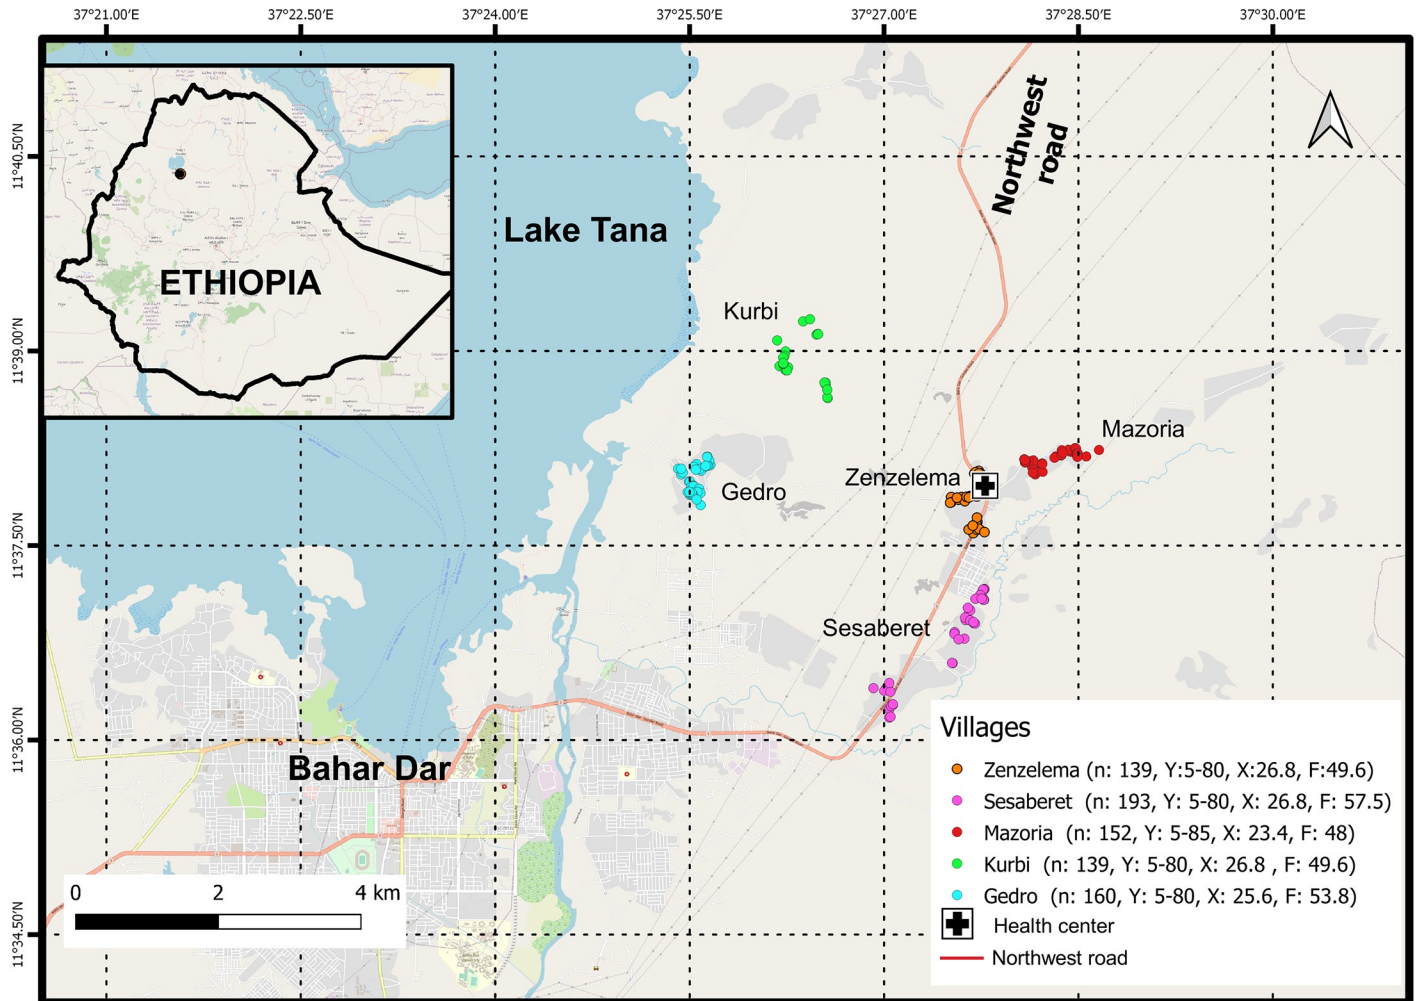 37°21.00'E 37°22.50'E 37°24.00'E 37°25.50'E 37°27.00'E 37°28.50'E 37°30.00'E
11°40.50'N
11°39.00'N
11°37.50'N
11°36.00'N
11°34.50'N
ETHIOPIA
Lake Tana
Northwest
road
Kurbi
Mazoria
Zenzelema
Gedro
Sesaberet
Bahar Dar
0 2 4 km
Villages
Zenzelema (n: 139, Y:5-80, X:26.8, F:49.6)
Sesaberet (n: 193, Y: 5-80, X: 26.8, F: 57.5)
Mazoria (n: 152, Y: 5-85, X: 23.4, F: 48)
Kurbi (n: 139, Y: 5-80, X: 26.8 , F: 49.6)
Gedro (n: 160, Y: 5-80, X: 25.6, F: 53.8)
Health center
Northwest road